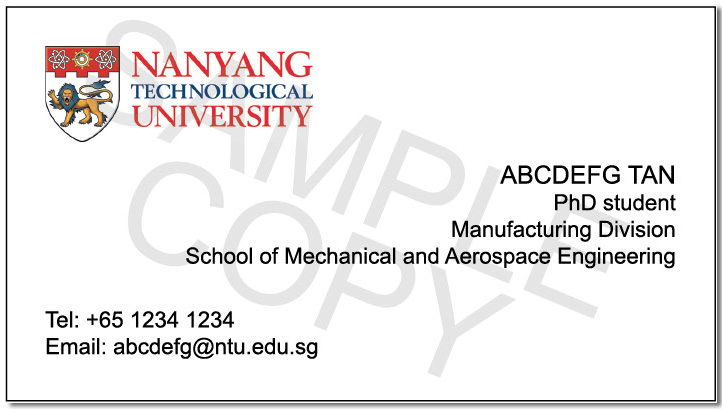 NANYANG
TECHNOLOGICAL
UNIVERSITY
SAMPLE
COPY
ABCDEFG TAN
PhD student
Manufacturing Division
School of Mechanical and Aerospace Engineering
Tel: +65 1234 1234
Email: abcdefg@ntu.edu.sg